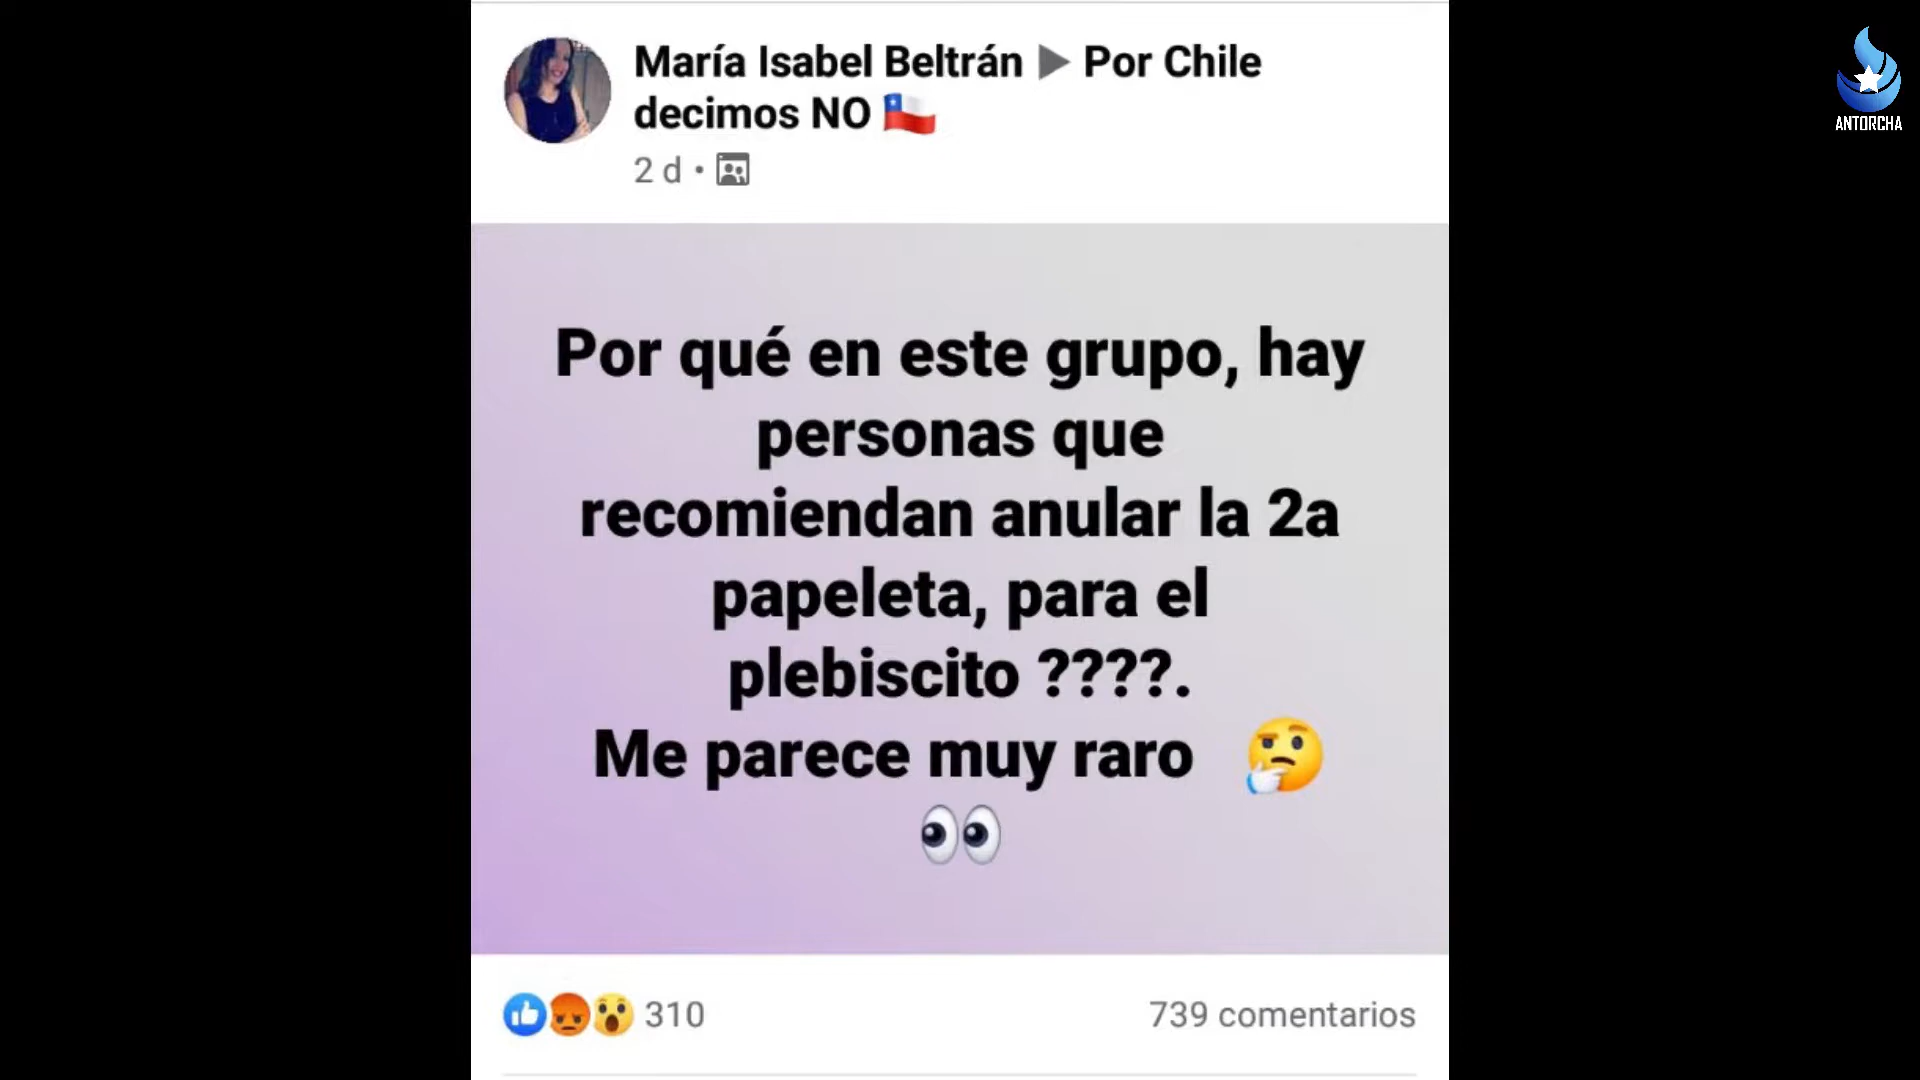 María Isabel Beltrán ▶ Por Chile
decimos NO 🇨🇱
2 d •
ANTORCHA
Por qué en este grupo, hay
personas que
recomiendan anular la 2a
papeleta, para el
plebiscito ????.
Me parece muy raro 🤔
👀
310
739 comentarios